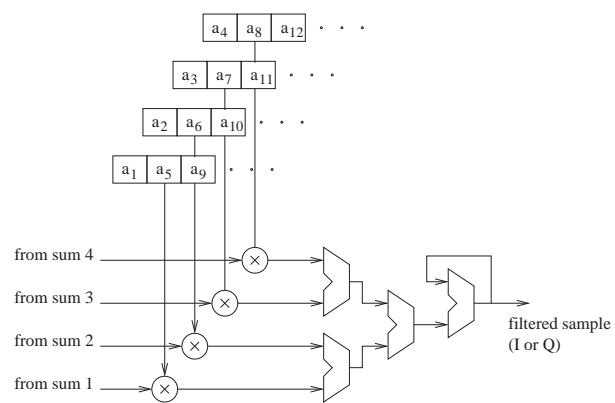 a₄ a₈ a₁₂ . . .
a₃ a₇ a₁₁ . . .
a₂ a₆ a₁₀ . . .
a₁ a₅ a₉ . . .
from sum 4 ×
from sum 3 ×
from sum 2 ×
from sum 1 ×
filtered sample
(I or Q)